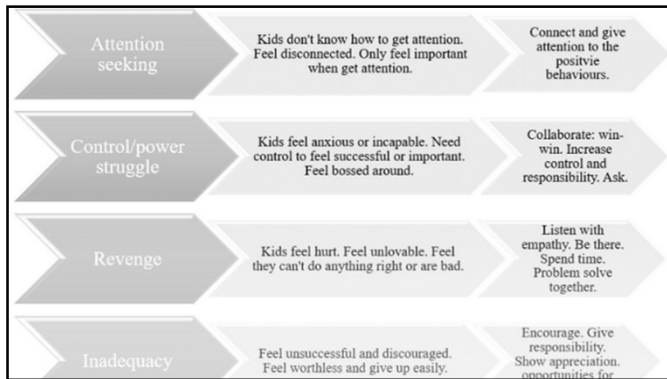 Attention
seeking
Kids don't know how to get attention.
Feel disconnected. Only feel important
when get attention.
Connect and give
attention to the
positvie
behaviours.
Control/power
struggle
Kids feel anxious or incapable. Need
control to feel successful or important.
Feel bossed around.
Collaborate: win-
win. Increase
control and
responsibility. Ask.
Revenge
Kids feel hurt. Feel unlovable. Feel
they can't do anything right or are bad.
Listen with
empathy. Be there.
Spend time.
Problem solve
together.
Inadequacy
Feel unsuccessful and discouraged.
Feel worthless and give up easily.
Encourage. Give
responsibility.
Show appreciation.
opportunities for